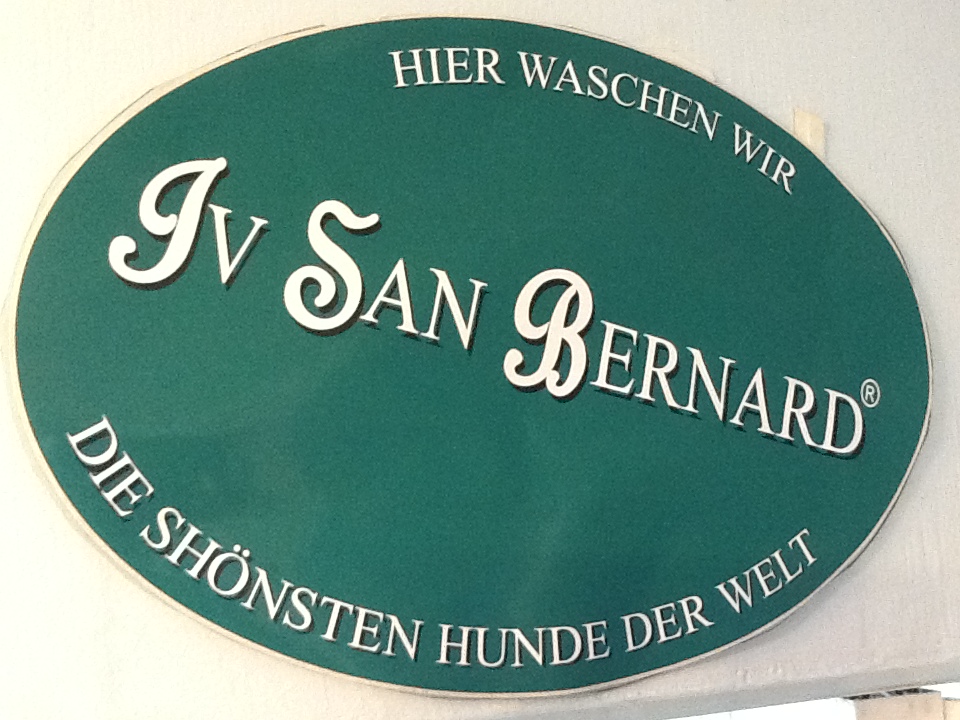 HIER WASCHEN WIR
IV SAN BERNARD®
DIE SHÖNSTEN HUNDE DER WELT